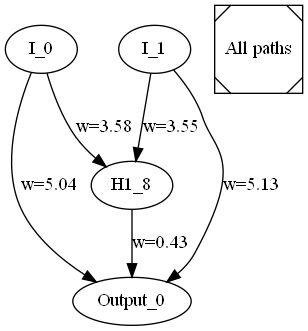 I_0
I_1
All paths
w=3.58
w=3.55
w=5.04
H1_8
w=5.13
w=0.43
Output_0